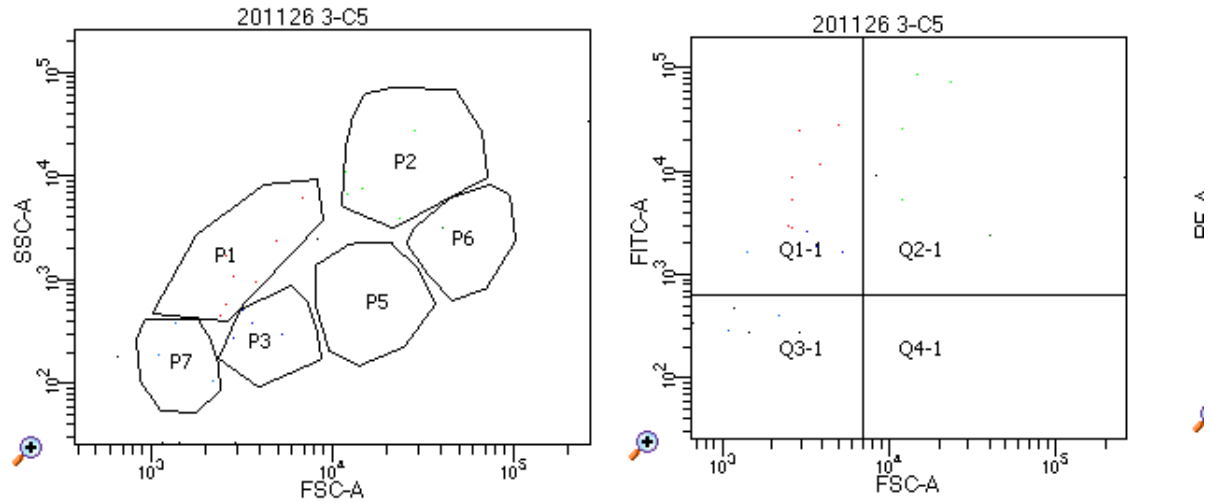 201126 3-C5
SSC-A
10^5
10^4
10^3
10^2
P2
P1
P6
P5
P3
P7
10^3 10^4 10^5
FSC-A
201126 3-C5
FITC-A
10^5
10^4
10^3
10^2
Q1-1 Q2-1
Q3-1 Q4-1
10^3 10^4 10^5
FSC-A